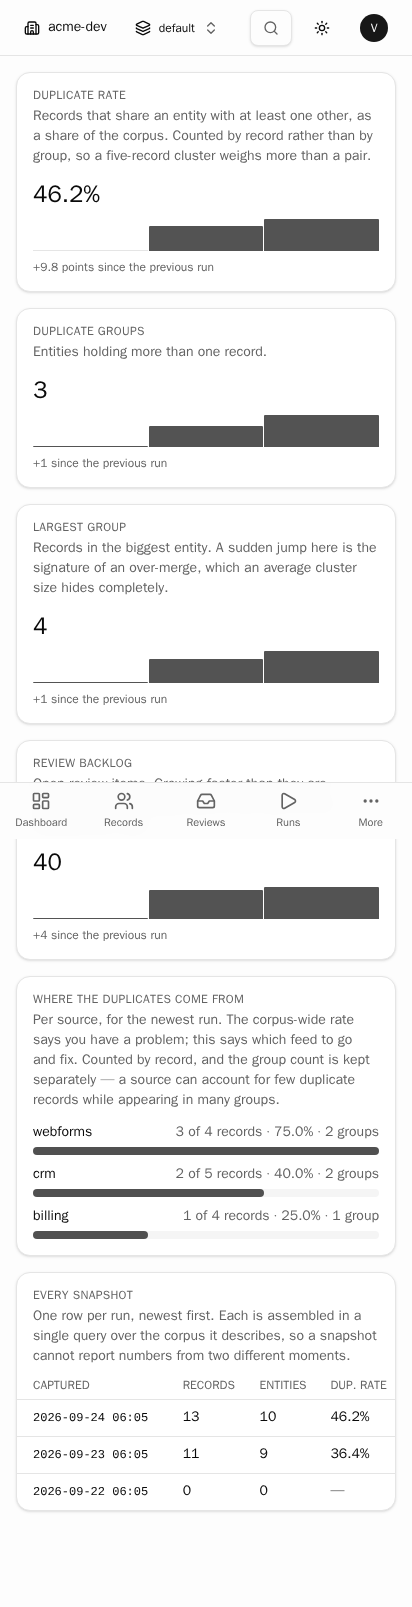 acme-dev default V
DUPLICATE RATE
Records that share an entity with at least one other, as
a share of the corpus. Counted by record rather than by
group, so a five-record cluster weighs more than a pair.
46.2%
+9.8 points since the previous run
DUPLICATE GROUPS
Entities holding more than one record.
3
+1 since the previous run
LARGEST GROUP
Records in the biggest entity. A sudden jump here is the
signature of an over-merge, which an average cluster
size hides completely.
4
+1 since the previous run
REVIEW BACKLOG
Open review items. Growing faster than they are
Dashboard Records Reviews Runs More
40
+4 since the previous run
WHERE THE DUPLICATES COME FROM
Per source, for the newest run. The corpus-wide rate
says you have a problem; this says which feed to go
and fix. Counted by record, and the group count is kept
separately — a source can account for few duplicate
records while appearing in many groups.
webforms 3 of 4 records · 75.0% · 2 groups
crm 2 of 5 records · 40.0% · 2 groups
billing 1 of 4 records · 25.0% · 1 group
EVERY SNAPSHOT
One row per run, newest first. Each is assembled in a
single query over the corpus it describes, so a snapshot
cannot report numbers from two different moments.
CAPTURED RECORDS ENTITIES DUP. RATE
2026-09-24 06:05 13 10 46.2%
2026-09-23 06:05 11 9 36.4%
2026-09-22 06:05 0 0 —